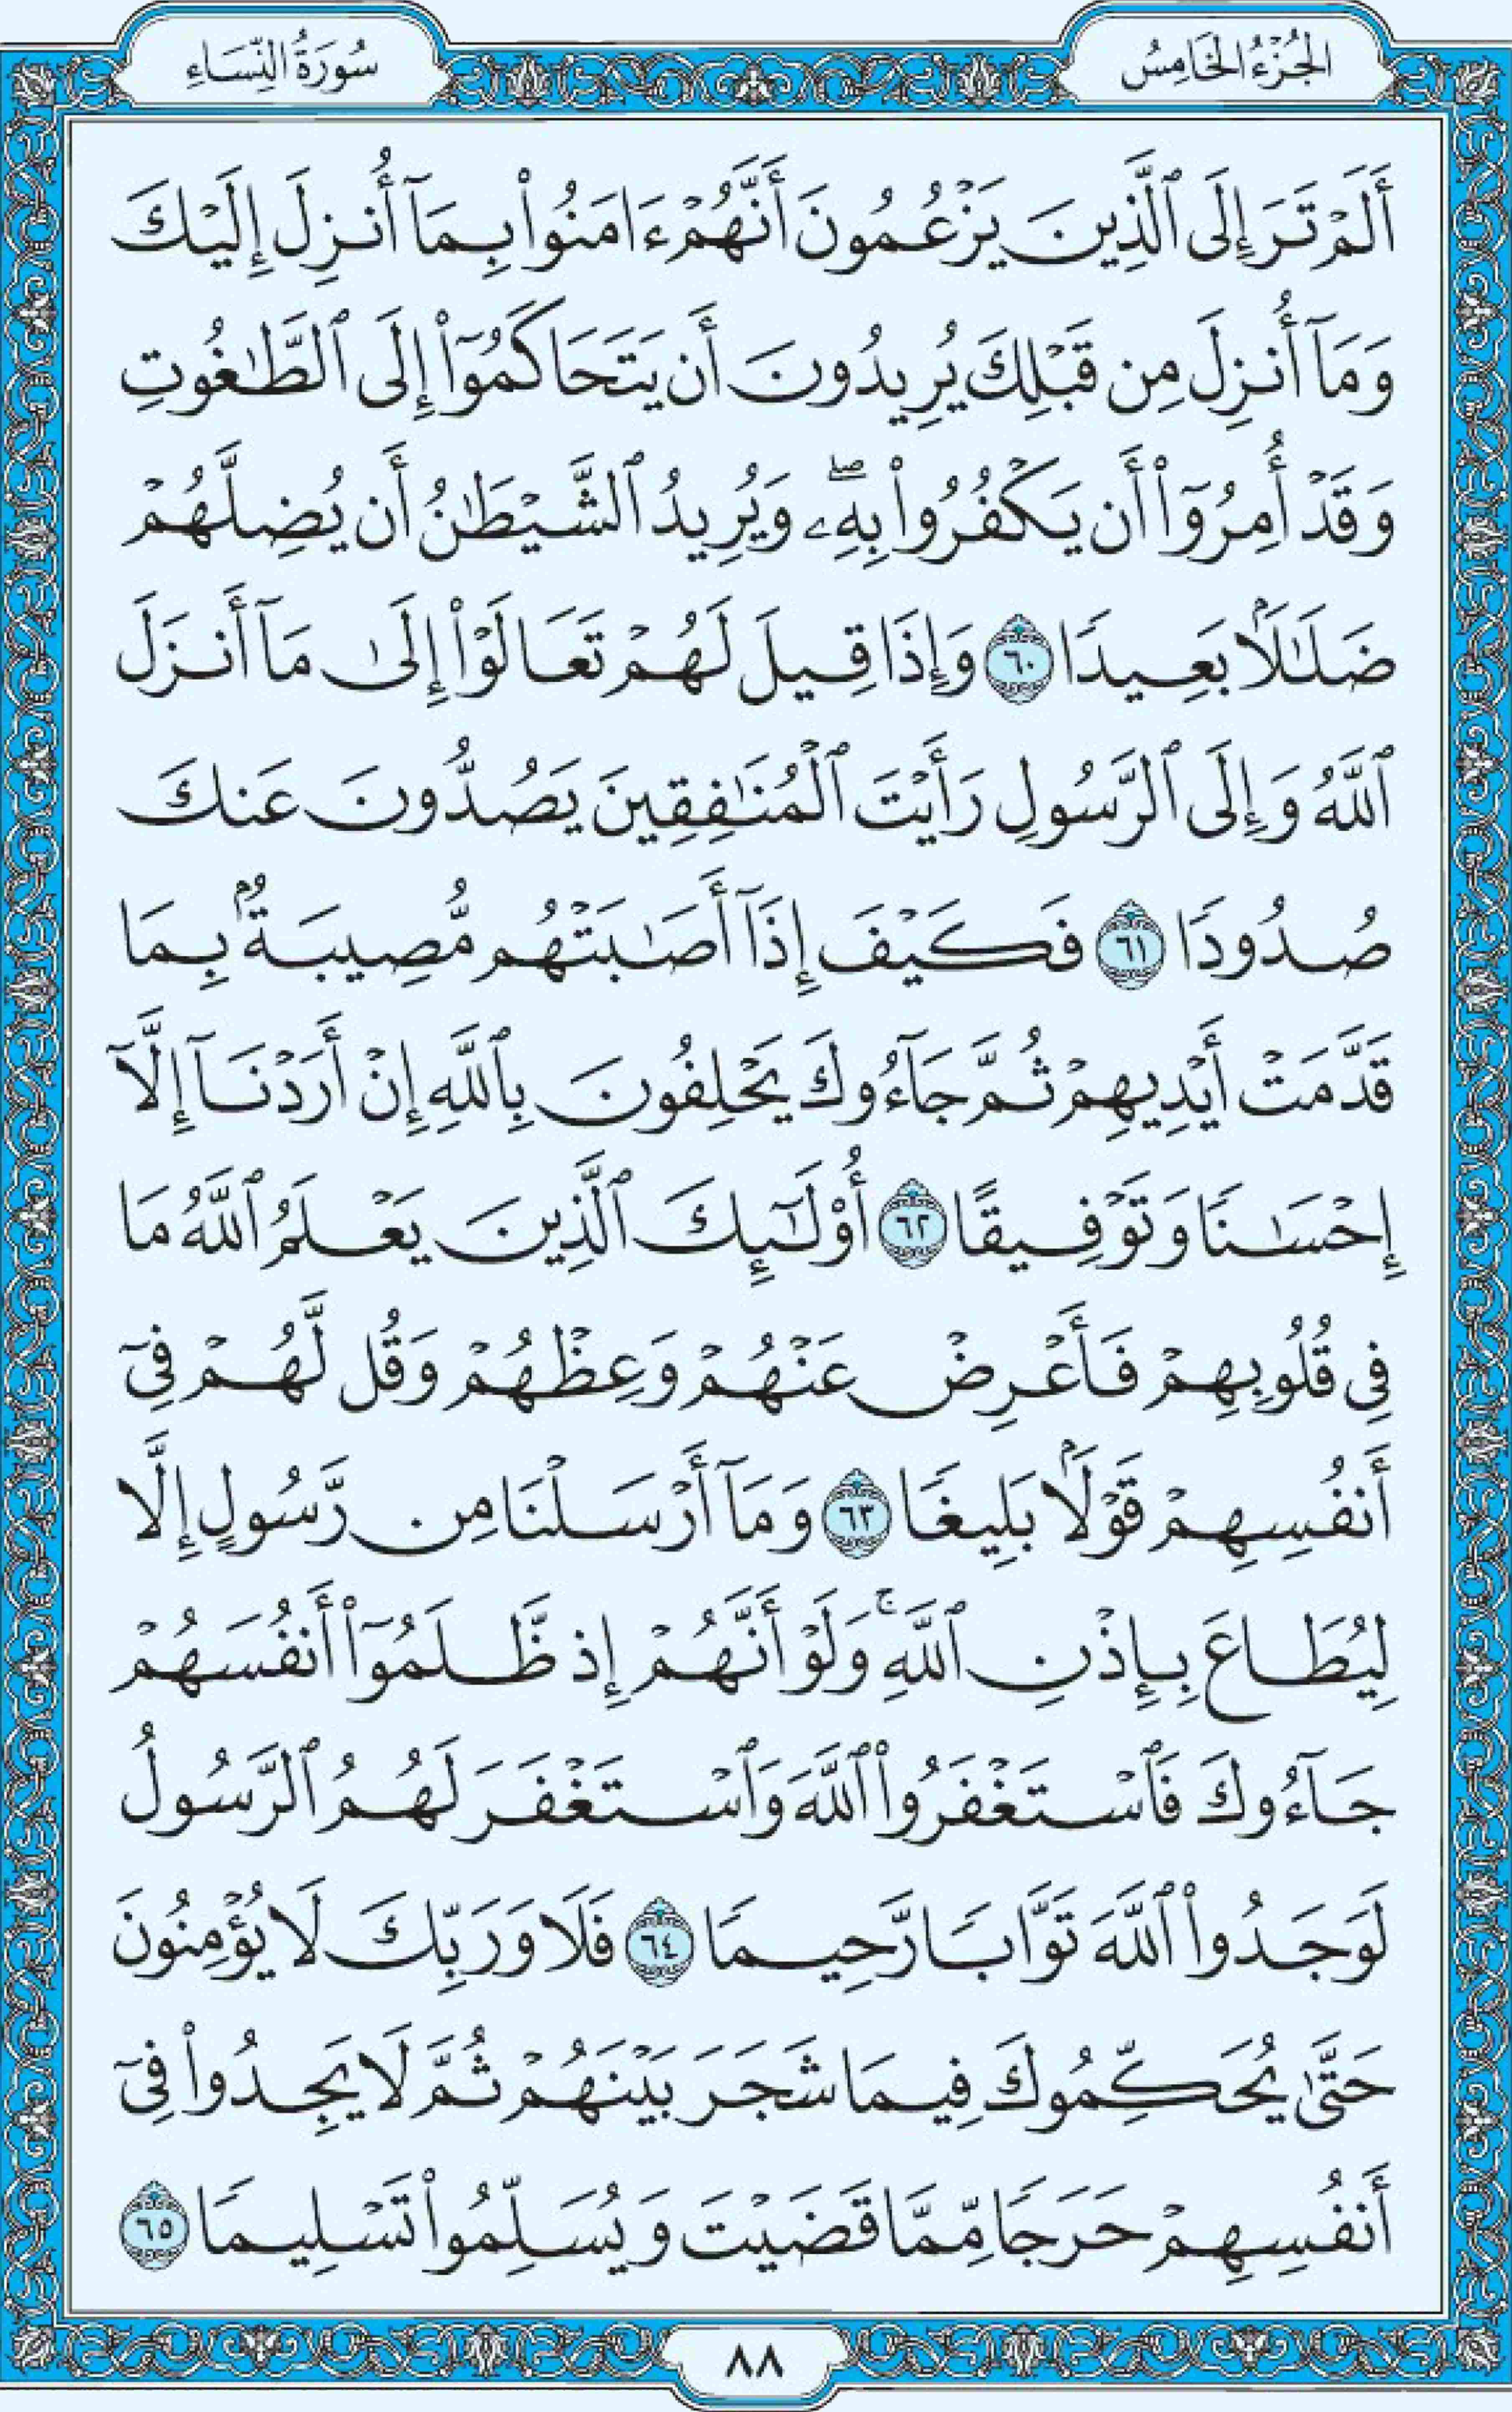 الجُزْءُ الخَامِسُ
سُورَةُ النِّسَاءِ
أَلَمْ تَرَ إِلَى ٱلَّذِينَ يَزْعُمُونَ أَنَّهُمْ ءَامَنُوا۟ بِمَآ أُنزِلَ إِلَيْكَ
وَمَآ أُنزِلَ مِن قَبْلِكَ يُرِيدُونَ أَن يَتَحَاكَمُوٓا۟ إِلَى ٱلطَّٰغُوتِ
وَقَدْ أُمِرُوٓا۟ أَن يَكْفُرُوا۟ بِهِۦۖ وَيُرِيدُ ٱلشَّيْطَٰنُ أَن يُضِلَّهُمْ
ضَلَٰلًۢا بَعِيدًا ٦٠ وَإِذَا قِيلَ لَهُمْ تَعَالَوْا۟ إِلَىٰ مَآ أَنزَلَ
ٱللَّهُ وَإِلَى ٱلرَّسُولِ رَأَيْتَ ٱلْمُنَٰفِقِينَ يَصُدُّونَ عَنكَ
صُدُودًا ٦١ فَكَيْفَ إِذَآ أَصَٰبَتْهُم مُّصِيبَةٌۢ بِمَا
قَدَّمَتْ أَيْدِيهِمْ ثُمَّ جَآءُوكَ يَحْلِفُونَ بِٱللَّهِ إِنْ أَرَدْنَآ إِلَّآ
إِحْسَٰنًا وَتَوْفِيقًا ٦٢ أُو۟لَٰٓئِكَ ٱلَّذِينَ يَعْلَمُ ٱللَّهُ مَا
فِى قُلُوبِهِمْ فَأَعْرِضْ عَنْهُمْ وَعِظْهُمْ وَقُل لَّهُمْ فِىٓ
أَنفُسِهِمْ قَوْلًۢا بَلِيغًا ٦٣ وَمَآ أَرْسَلْنَا مِن رَّسُولٍ إِلَّا
لِيُطَاعَ بِإِذْنِ ٱللَّهِۚ وَلَوْ أَنَّهُمْ إِذ ظَّلَمُوٓا۟ أَنفُسَهُمْ
جَآءُوكَ فَٱسْتَغْفَرُوا۟ ٱللَّهَ وَٱسْتَغْفَرَ لَهُمُ ٱلرَّسُولُ
لَوَجَدُوا۟ ٱللَّهَ تَوَّابًا رَّحِيمًا ٦٤ فَلَا وَرَبِّكَ لَا يُؤْمِنُونَ
حَتَّىٰ يُحَكِّمُوكَ فِيمَا شَجَرَ بَيْنَهُمْ ثُمَّ لَا يَجِدُوا۟ فِىٓ
أَنفُسِهِمْ حَرَجًا مِّمَّا قَضَيْتَ وَيُسَلِّمُوا۟ تَسْلِيمًا ٦٥
٨٨